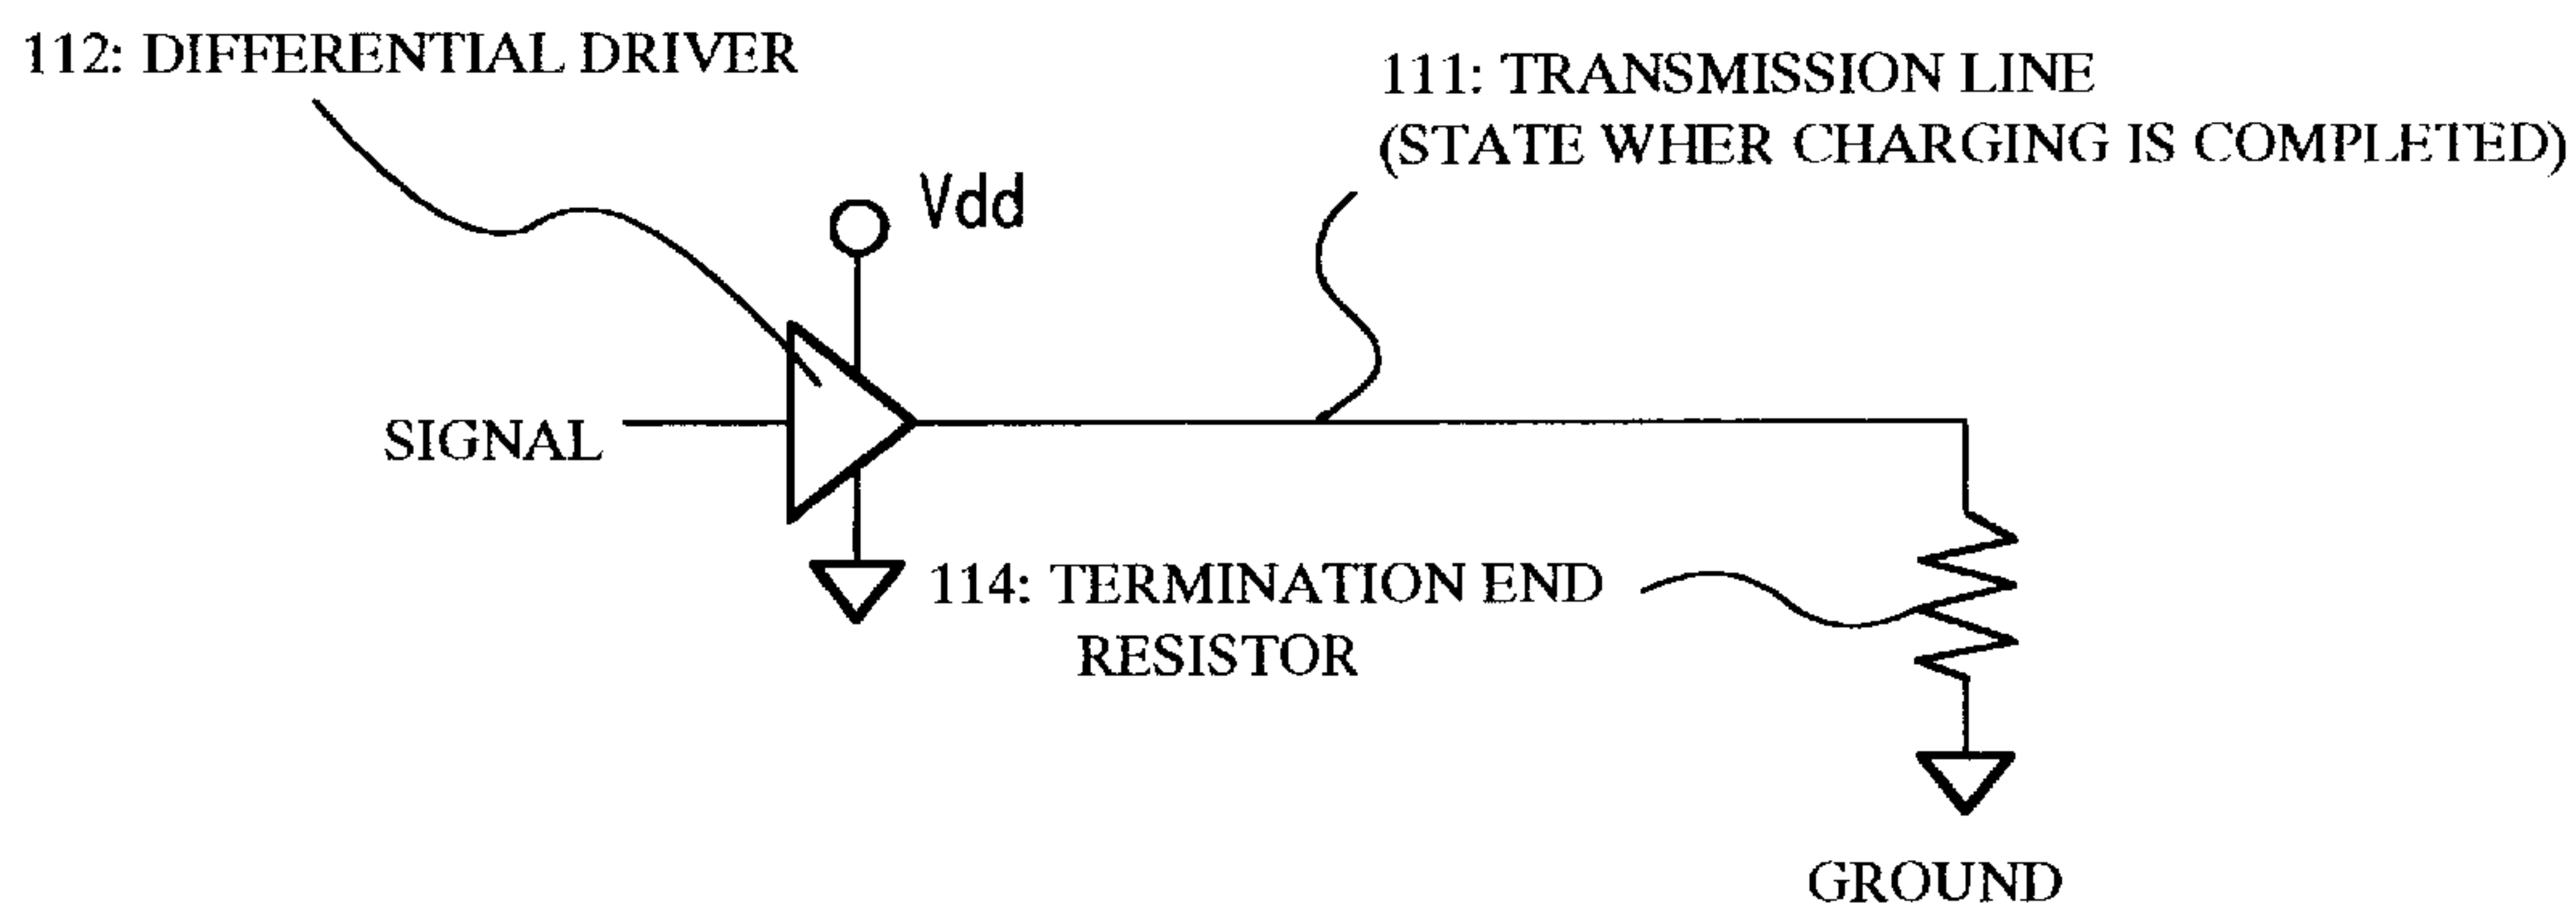 112: DIFFERENTIAL DRIVER
111: TRANSMISSION LINE
(STATE WHER CHARGING IS COMPLETED)
Vdd
SIGNAL
114: TERMINATION END
RESISTOR
GROUND